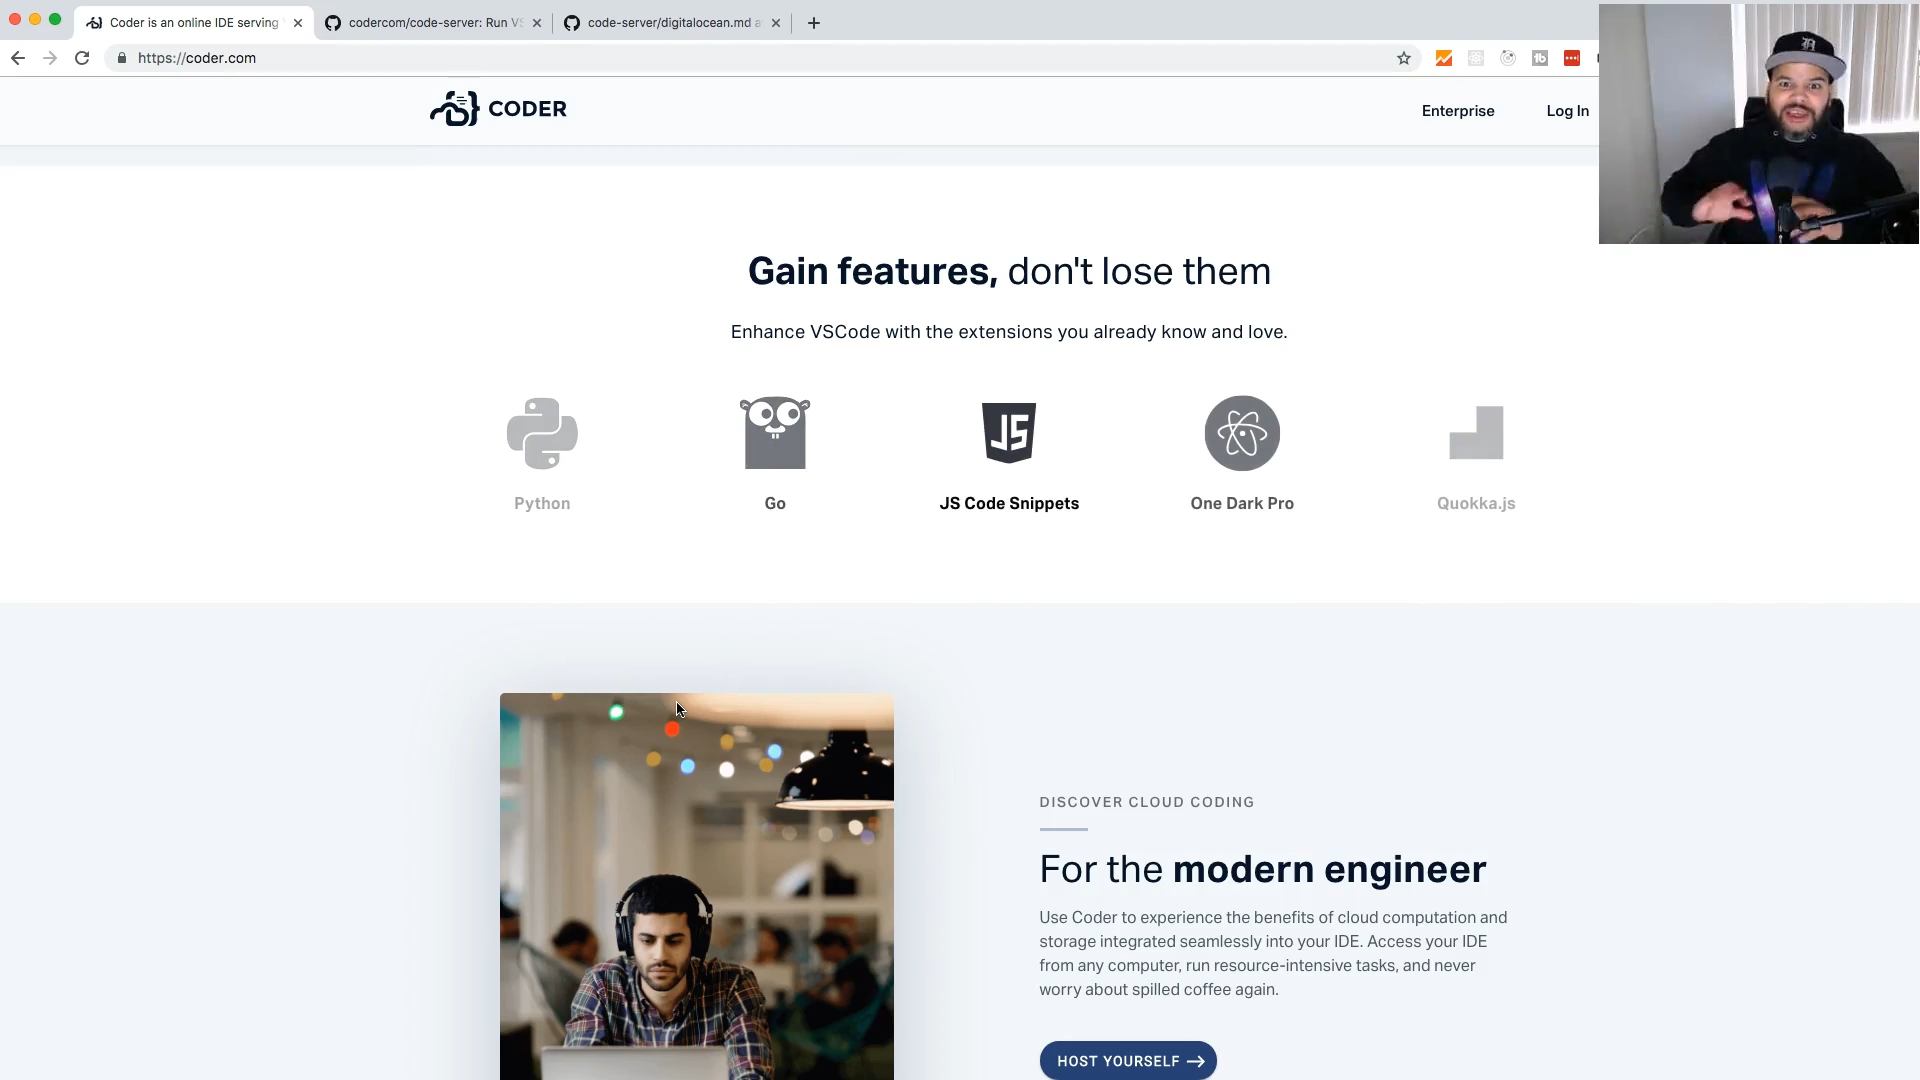 Coder is an online IDE serving
codercom/code-server: Run VS
code-server/digitalocean.md a
https://coder.com
CODER
Enterprise
Log In
Gain features, don't lose them
Enhance VSCode with the extensions you already know and love.
JS
Python
Go
JS Code Snippets
One Dark Pro
Quokka.js
DISCOVER CLOUD CODING
For the modern engineer
Use Coder to experience the benefits of cloud computation and
storage integrated seamlessly into your IDE. Access your IDE
from any computer, run resource-intensive tasks, and never
worry about spilled coffee again.
HOST YOURSELF